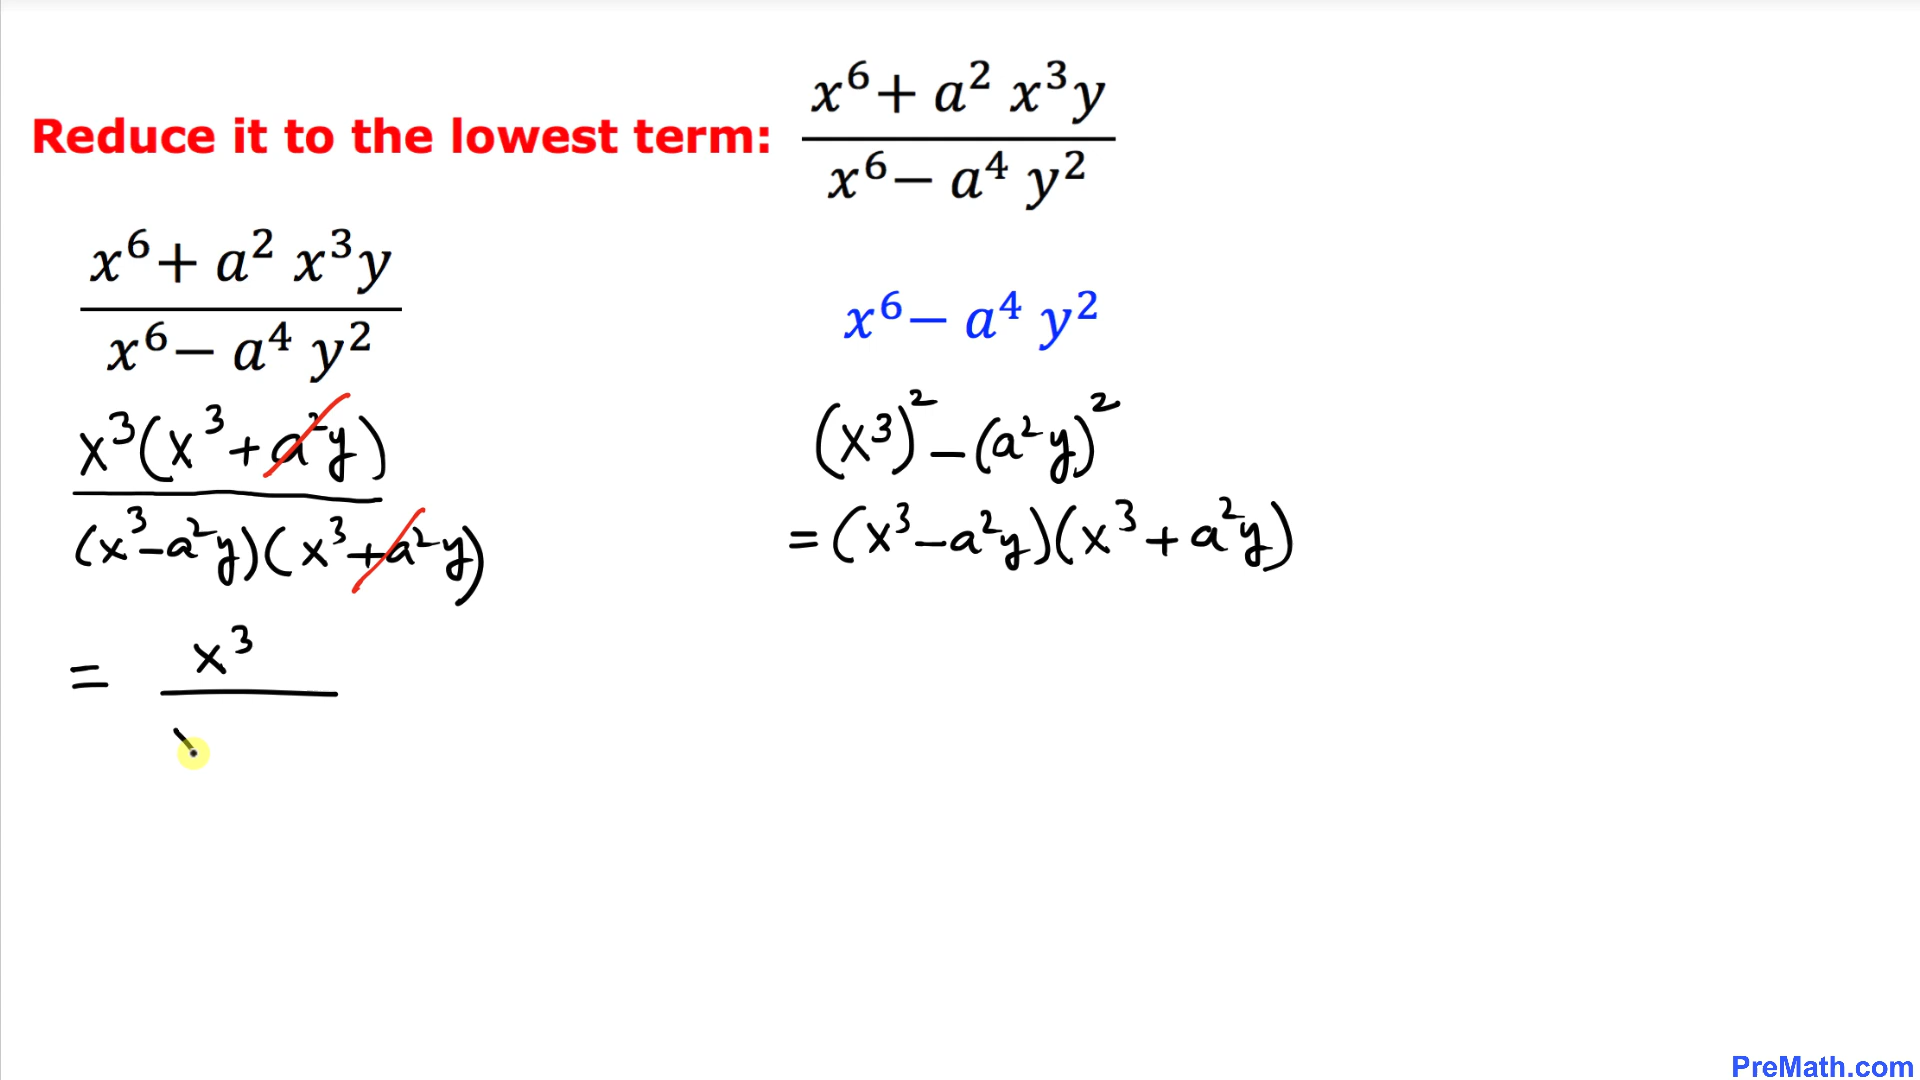 Reduce it to the lowest term: x⁶ + a² x³y / x⁶ − a⁴ y²
x⁶ + a² x³y
x⁶ − a⁴ y²
x³(x³ + a²y)
(x³ − a²y)(x³ + a²y)
= x³
x⁶ − a⁴ y²
(x³)² − (a²y)²
= (x³ − a²y)(x³ + a²y)
PreMath.com